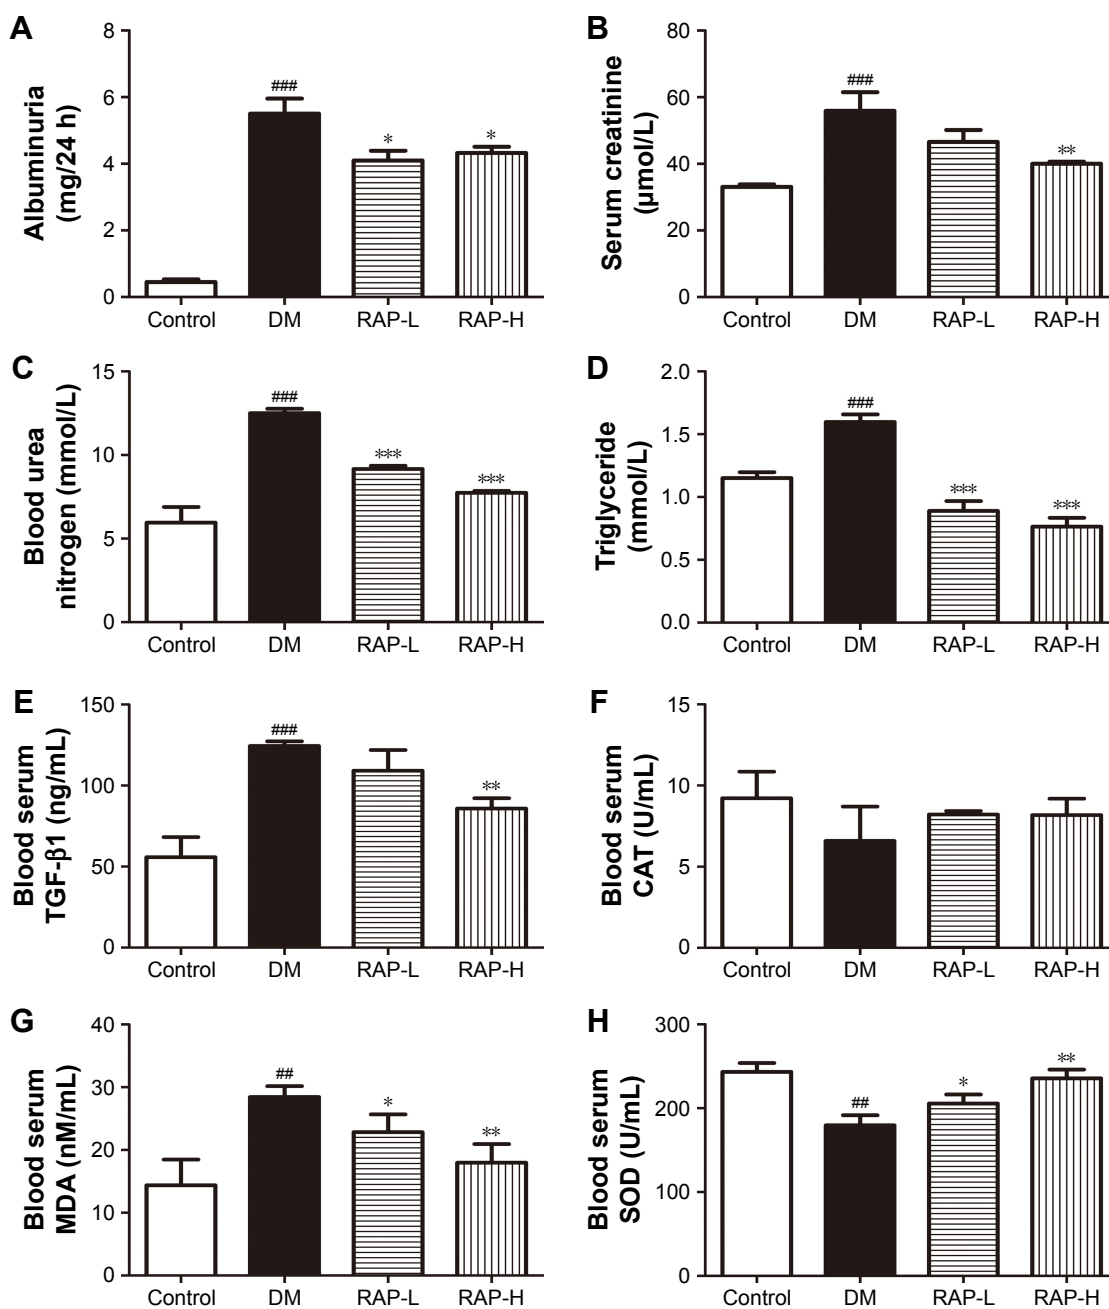 A
Albuminuria
(mg/24 h)
8
6
4
2
0
###
*
*
Control DM RAP-L RAP-H
B
Serum creatinine
(μmol/L)
80
60
40
20
0
###
**
Control DM RAP-L RAP-H
C
Blood urea
nitrogen (mmol/L)
15
10
5
0
###
***
***
Control DM RAP-L RAP-H
D
Triglyceride
(mmol/L)
2.0
1.5
1.0
0.5
0.0
###
***
***
Control DM RAP-L RAP-H
E
Blood serum
TGF-β1 (ng/mL)
150
100
50
0
###
**
Control DM RAP-L RAP-H
F
Blood serum
CAT (U/mL)
15
10
5
0
Control DM RAP-L RAP-H
G
Blood serum
MDA (nM/mL)
40
30
20
10
0
##
*
**
Control DM RAP-L RAP-H
H
Blood serum
SOD (U/mL)
300
200
100
0
##
*
**
Control DM RAP-L RAP-H